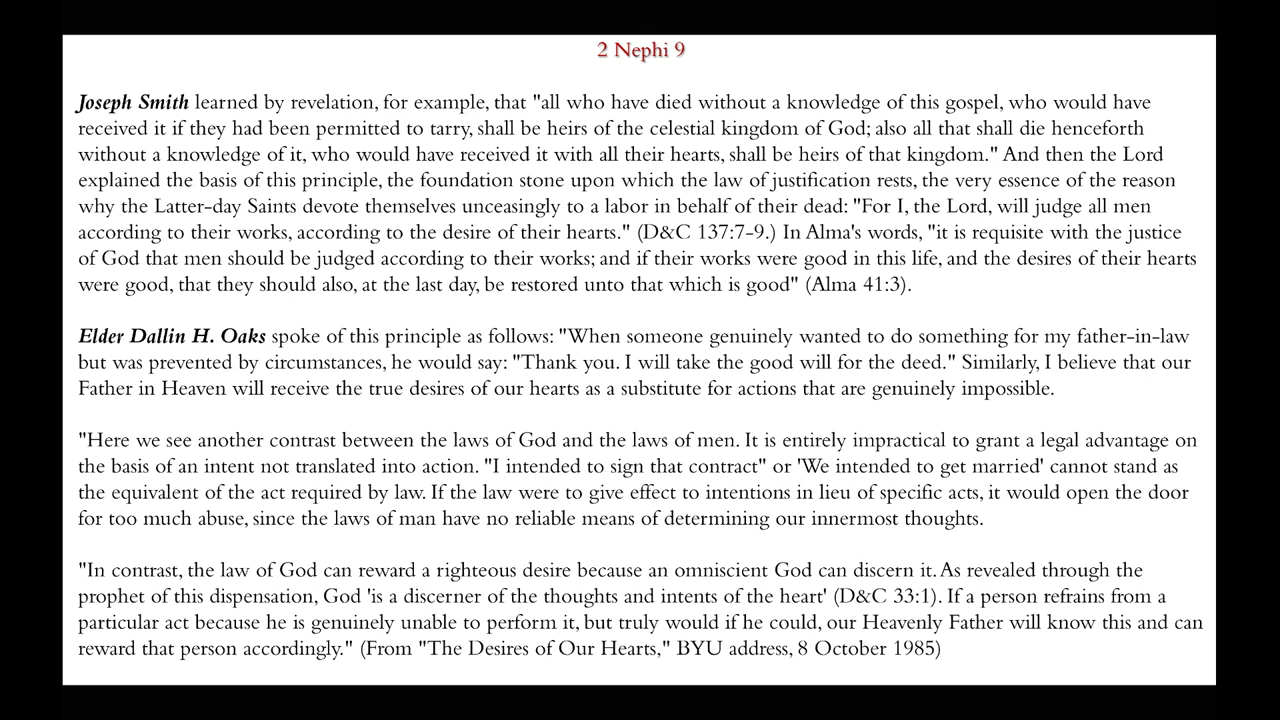 2 Nephi 9
Joseph Smith learned by revelation, for example, that "all who have died without a knowledge of this gospel, who would have
received it if they had been permitted to tarry, shall be heirs of the celestial kingdom of God; also all that shall die henceforth
without a knowledge of it, who would have received it with all their hearts, shall be heirs of that kingdom." And then the Lord
explained the basis of this principle, the foundation stone upon which the law of justification rests, the very essence of the reason
why the Latter-day Saints devote themselves unceasingly to a labor in behalf of their dead: "For I, the Lord, will judge all men
according to their works, according to the desire of their hearts." (D&C 137:7-9.) In Alma's words, "it is requisite with the justice
of God that men should be judged according to their works; and if their works were good in this life, and the desires of their hearts
were good, that they should also, at the last day, be restored unto that which is good" (Alma 41:3).
Elder Dallin H. Oaks spoke of this principle as follows: "When someone genuinely wanted to do something for my father-in-law
but was prevented by circumstances, he would say: "Thank you. I will take the good will for the deed." Similarly, I believe that our
Father in Heaven will receive the true desires of our hearts as a substitute for actions that are genuinely impossible.
"Here we see another contrast between the laws of God and the laws of men. It is entirely impractical to grant a legal advantage on
the basis of an intent not translated into action. "I intended to sign that contract" or 'We intended to get married' cannot stand as
the equivalent of the act required by law. If the law were to give effect to intentions in lieu of specific acts, it would open the door
for too much abuse, since the laws of man have no reliable means of determining our innermost thoughts.
"In contrast, the law of God can reward a righteous desire because an omniscient God can discern it. As revealed through the
prophet of this dispensation, God 'is a discerner of the thoughts and intents of the heart' (D&C 33:1). If a person refrains from a
particular act because he is genuinely unable to perform it, but truly would if he could, our Heavenly Father will know this and can
reward that person accordingly." (From "The Desires of Our Hearts," BYU address, 8 October 1985)